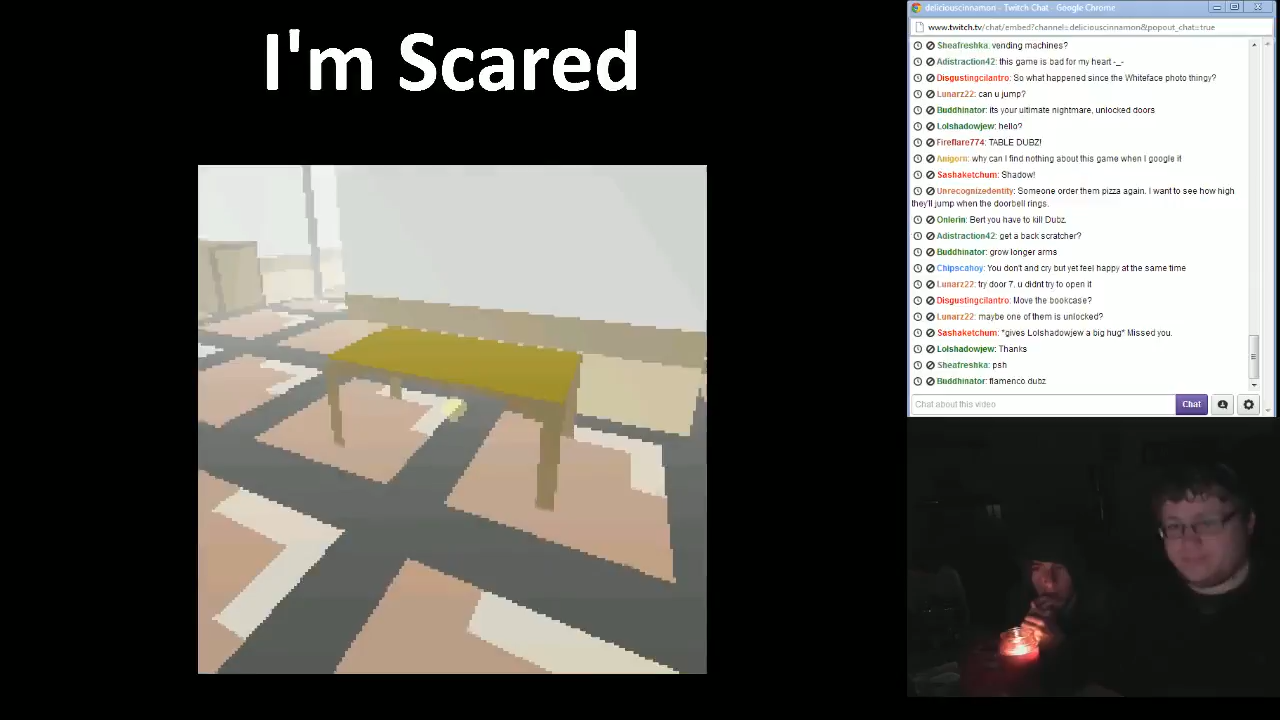 I'm Scared
deliciouscinnamon - Twitch Chat - Google Chrome
www.twitch.tv/chat/embed?channel=deliciouscinnamon&popout_chat=true
Sheafreshka: vending machines?
Adistraction42: this game is bad for my heart -_-
Disgustingcilantro: So what happened since the Whiteface photo thingy?
Lunarz22: can u jump?
Buddhinator: its your ultimate nightmare, unlocked doors
Lolshadowjew: hello?
Fireflare774: TABLE DUBZ!
Anigorn: why can I find nothing about this game when I google it
Sashaketchum: Shadow!
Unrecognizedentity: Someone order them pizza again. I want to see how high
they'll jump when the doorbell rings.
Onlerin: Bert you have to kill Dubz.
Adistraction42: get a back scratcher?
Buddhinator: grow longer arms
Chipscahoy: You don't and cry but yet feel happy at the same time
Lunarz22: try door 7, u didnt try to open it
Disgustingcilantro: Move the bookcase?
Lunarz22: maybe one of them is unlocked?
Sashaketchum: *gives Lolshadowjew a big hug* Missed you.
Lolshadowjew: Thanks
Sheafreshka: psh
Buddhinator: flamenco dubz
Chat about this video
Chat